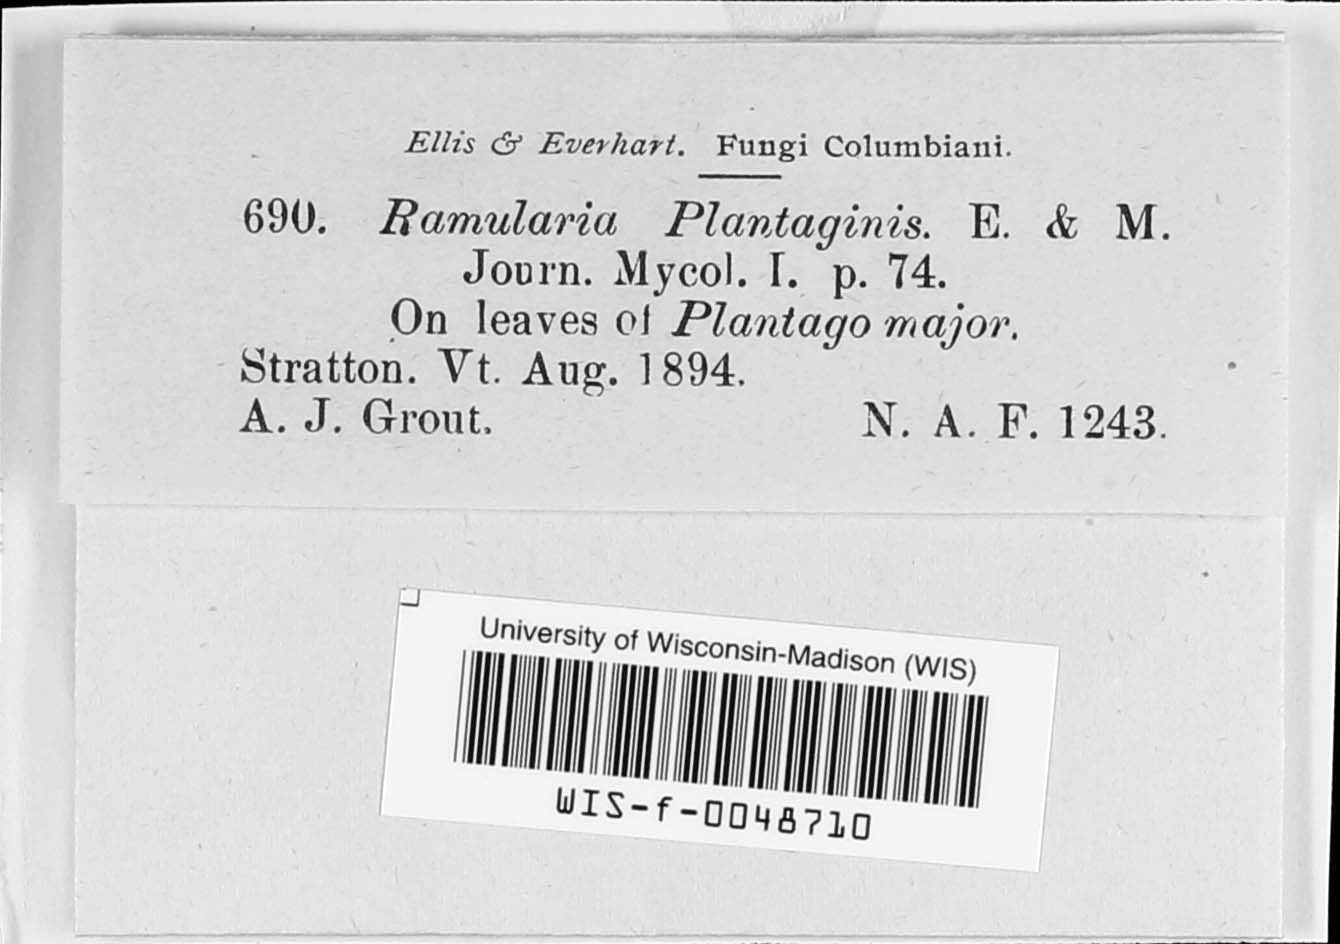 Ellis & Everhart. Fungi Columbiani.
690. Ramularia Plantaginis. E. & M.
Journ. Mycol. I. p. 74.
On leaves of Plantago major.
Stratton. Vt. Aug. 1894.
A. J. Grout. N. A. F. 1243.
University of Wisconsin-Madison (WIS)
WIS-f-0048710